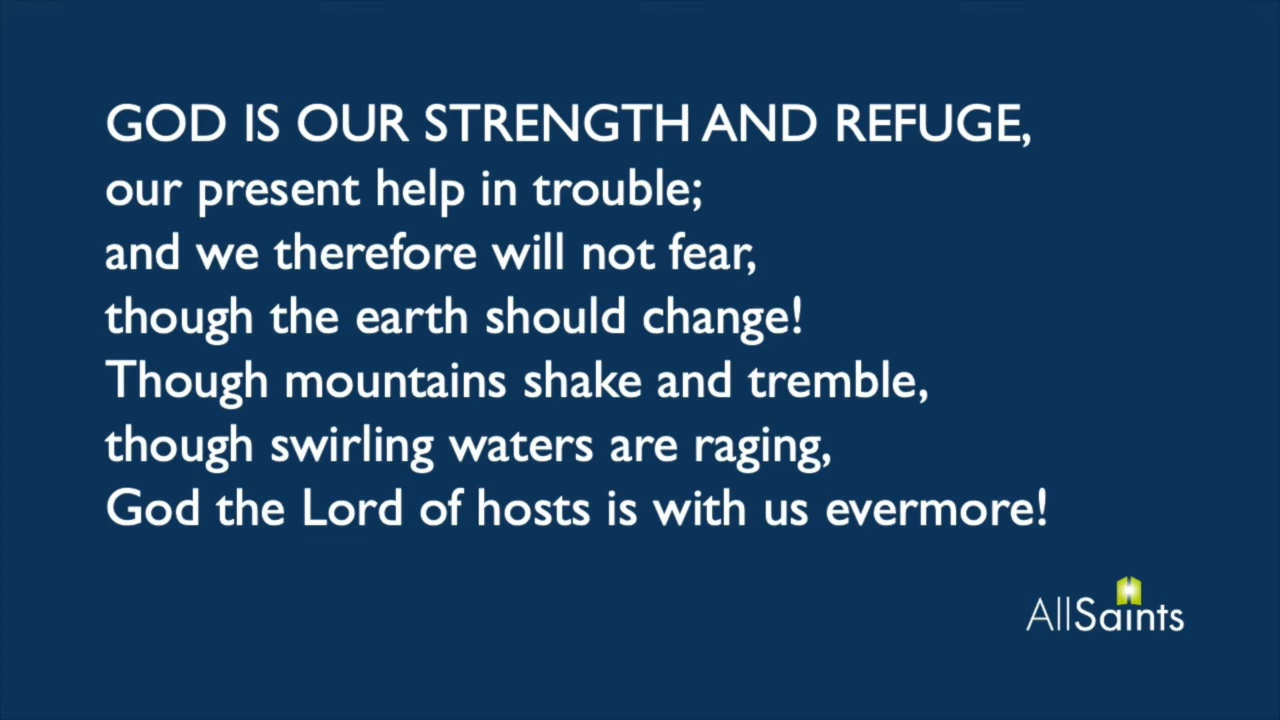 GOD IS OUR STRENGTH AND REFUGE,
our present help in trouble;
and we therefore will not fear,
though the earth should change!
Though mountains shake and tremble,
though swirling waters are raging,
God the Lord of hosts is with us evermore!
AllSaints